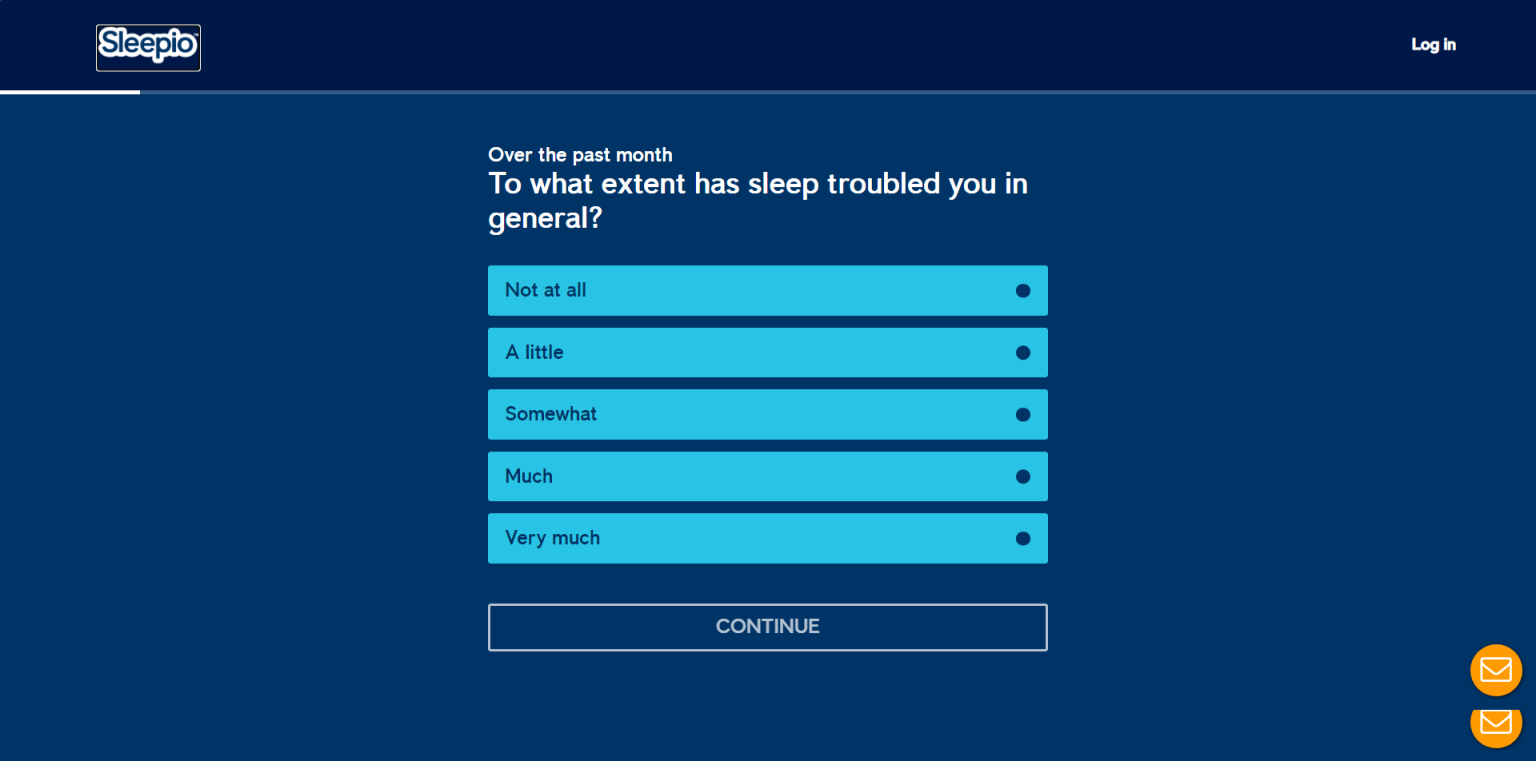 Sleepio™
Log in
Over the past month
To what extent has sleep troubled you in
general?
Not at all
A little
Somewhat
Much
Very much
CONTINUE